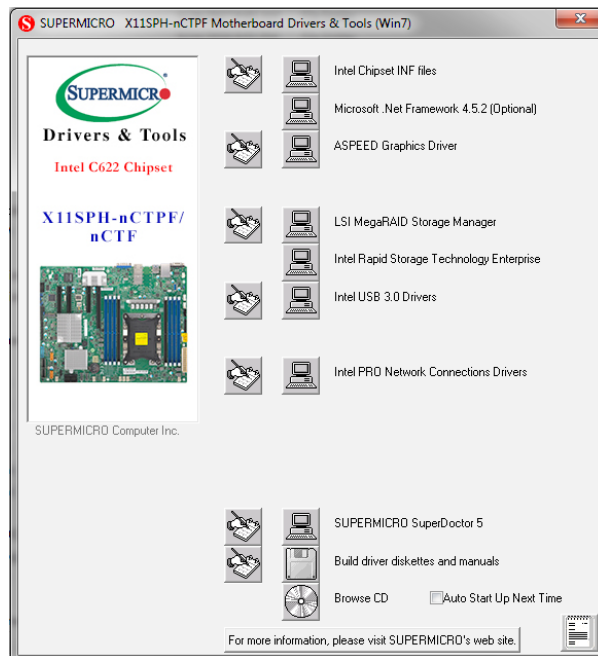 SUPERMICRO X11SPH-nCTPF Motherboard Drivers & Tools (Win7)
SUPERMICRO
Drivers & Tools
Intel C622 Chipset
X11SPH-nCTPF/
nCTF
SUPERMICRO Computer Inc.
Intel Chipset INF files
Microsoft .Net Framework 4.5.2 (Optional)
ASPEED Graphics Driver
LSI MegaRAID Storage Manager
Intel Rapid Storage Technology Enterprise
Intel USB 3.0 Drivers
Intel PRO Network Connections Drivers
SUPERMICRO SuperDoctor 5
Build driver diskettes and manuals
Browse CD
Auto Start Up Next Time
For more information, please visit SUPERMICRO's web site.